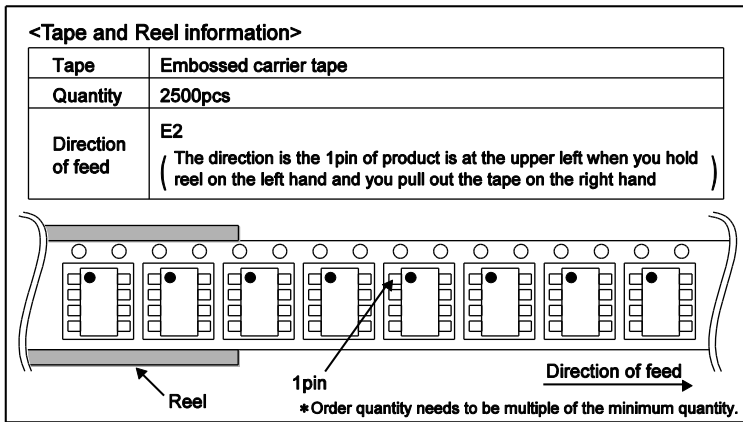 <Tape and Reel information>
Tape Embossed carrier tape
Quantity 2500pcs
Direction of feed E2
( The direction is the 1pin of product is at the upper left when you hold
reel on the left hand and you pull out the tape on the right hand )
Direction of feed
1pin
Reel
*Order quantity needs to be multiple of the minimum quantity.